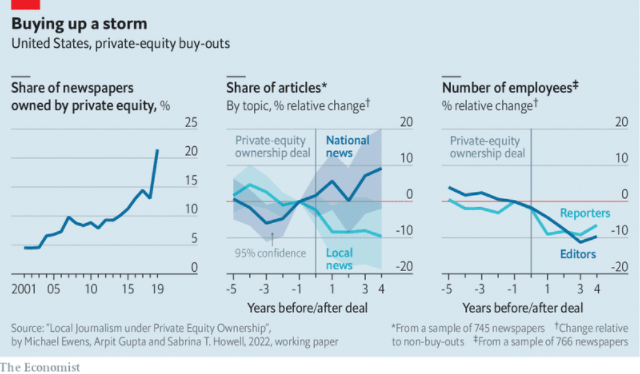 Buying up a storm
United States, private-equity buy-outs
Share of newspapers
owned by private equity, %
25
20
15
10
5
0
2001
05
10
15
19
Share of articles*
By topic, % relative change†
Private-equity
ownership deal
National
news
95% confidence
Local
news
20
10
0
-10
-20
-5
-3
-1
0
1
2
3
4
Years before/after deal
Number of employees‡
% relative change†
Private-equity
ownership deal
Reporters
Editors
20
10
0
-10
-20
-5
-3
-1
0
1
2
3
4
Years before/after deal
Source: "Local Journalism under Private Equity Ownership",
by Michael Ewens, Arpit Gupta and Sabrina T. Howell, 2022, working paper
*From a sample of 745 newspapers †Change relative
to non-buy-outs ‡From a sample of 766 newspapers
The Economist